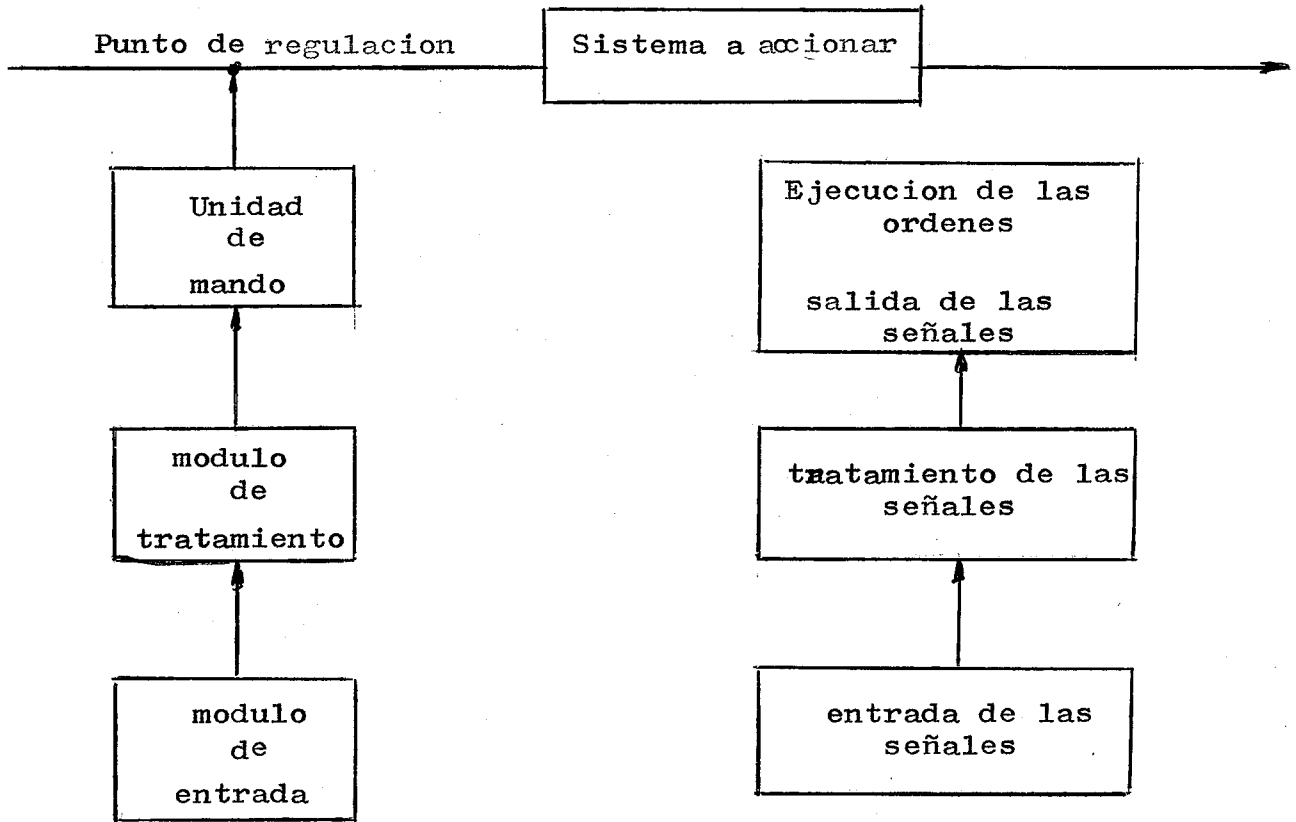 Punto de regulacion
Sistema a accionar
Unidad
de
mando
modulo
de
tratamiento
modulo
de
entrada
Ejecucion de las
ordenes
salida de las
señales
tratamiento de las
señales
entrada de las
señales